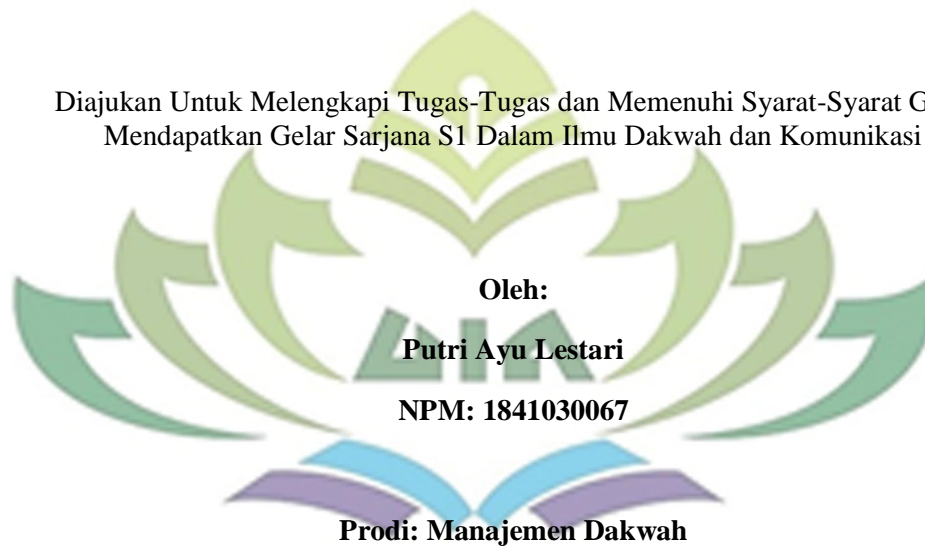 Diajukan Untuk Melengkapi Tugas-Tugas dan Memenuhi Syarat-Syarat G
Mendapatkan Gelar Sarjana S1 Dalam Ilmu Dakwah dan Komunikasi
Oleh:
Putri Ayu Lestari
NPM: 1841030067
Prodi: Manajemen Dakwah